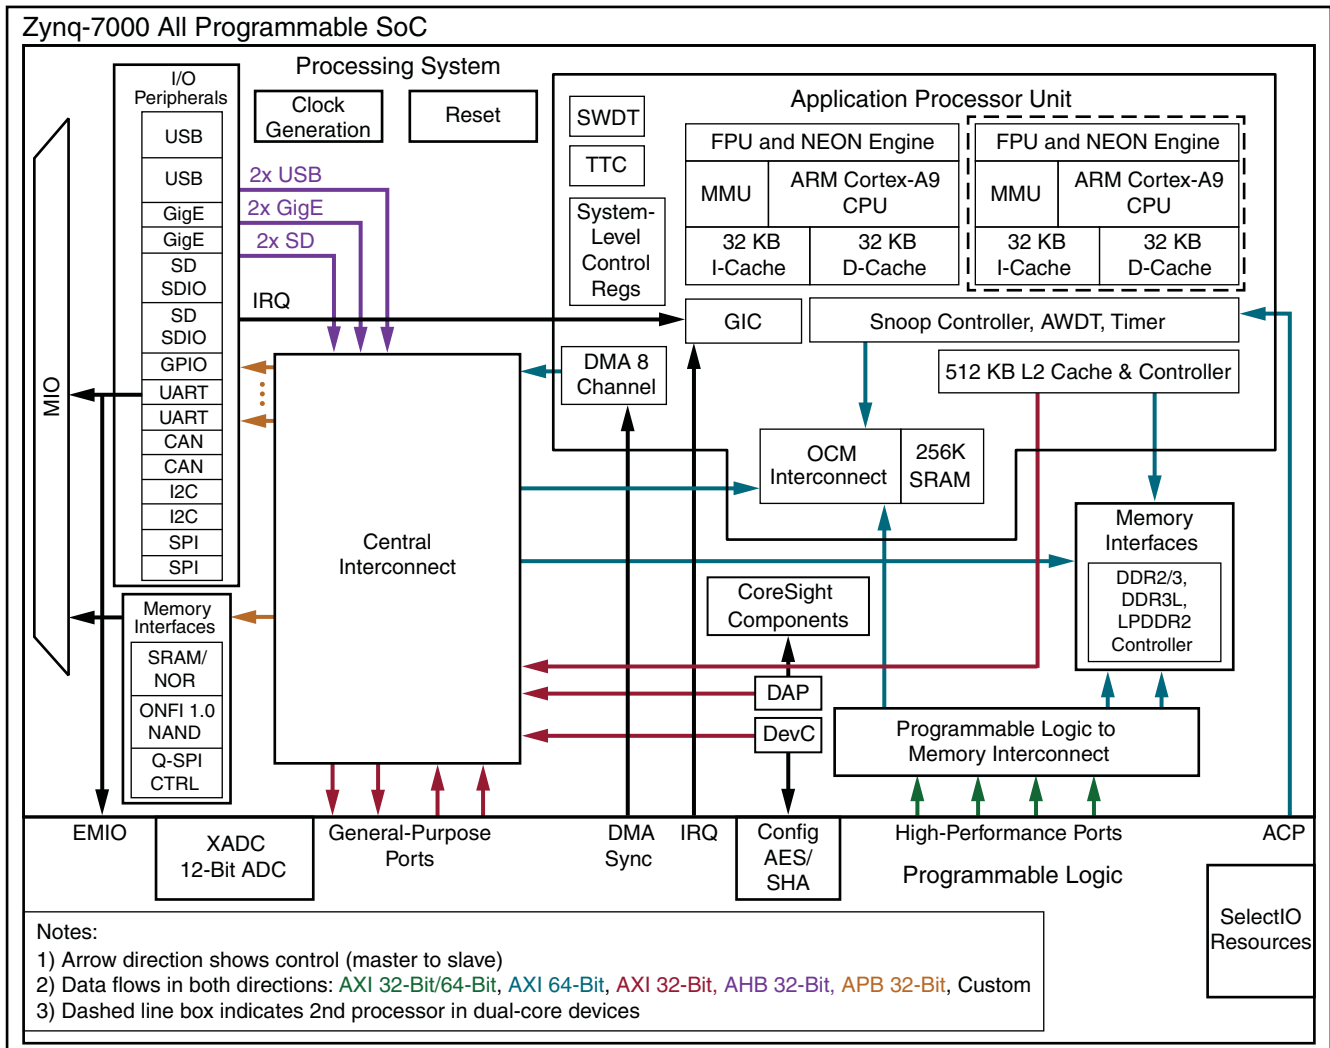 Zynq-7000 All Programmable SoC
Processing System
I/O
Peripherals
USB
USB
GigE
GigE
SD
SDIO
SD
SDIO
GPIO
UART
UART
CAN
CAN
I2C
I2C
SPI
SPI
MIO
Clock
Generation
Reset
2x USB
2x GigE
2x SD
IRQ
Application Processor Unit
SWDT
TTC
System-
Level
Control
Regs
FPU and NEON Engine
MMU
ARM Cortex-A9
CPU
32 KB
I-Cache
32 KB
D-Cache
FPU and NEON Engine
MMU
ARM Cortex-A9
CPU
32 KB
I-Cache
32 KB
D-Cache
GIC
Snoop Controller, AWDT, Timer
DMA 8
Channel
512 KB L2 Cache & Controller
OCM
Interconnect
256K
SRAM
Central
Interconnect
Memory
Interfaces
DDR2/3,
DDR3L,
LPDDR2
Controller
CoreSight
Components
DAP
DevC
Memory
Interfaces
SRAM/
NOR
ONFI 1.0
NAND
Q-SPI
CTRL
Programmable Logic to
Memory Interconnect
EMIO
XADC
12-Bit ADC
General-Purpose
Ports
DMA
Sync
IRQ
Config
AES/
SHA
High-Performance Ports
ACP
Programmable Logic
SelectIO
Resources
Notes:
1) Arrow direction shows control (master to slave)
2) Data flows in both directions: AXI 32-Bit/64-Bit, AXI 64-Bit, AXI 32-Bit, AHB 32-Bit, APB 32-Bit, Custom
3) Dashed line box indicates 2nd processor in dual-core devices